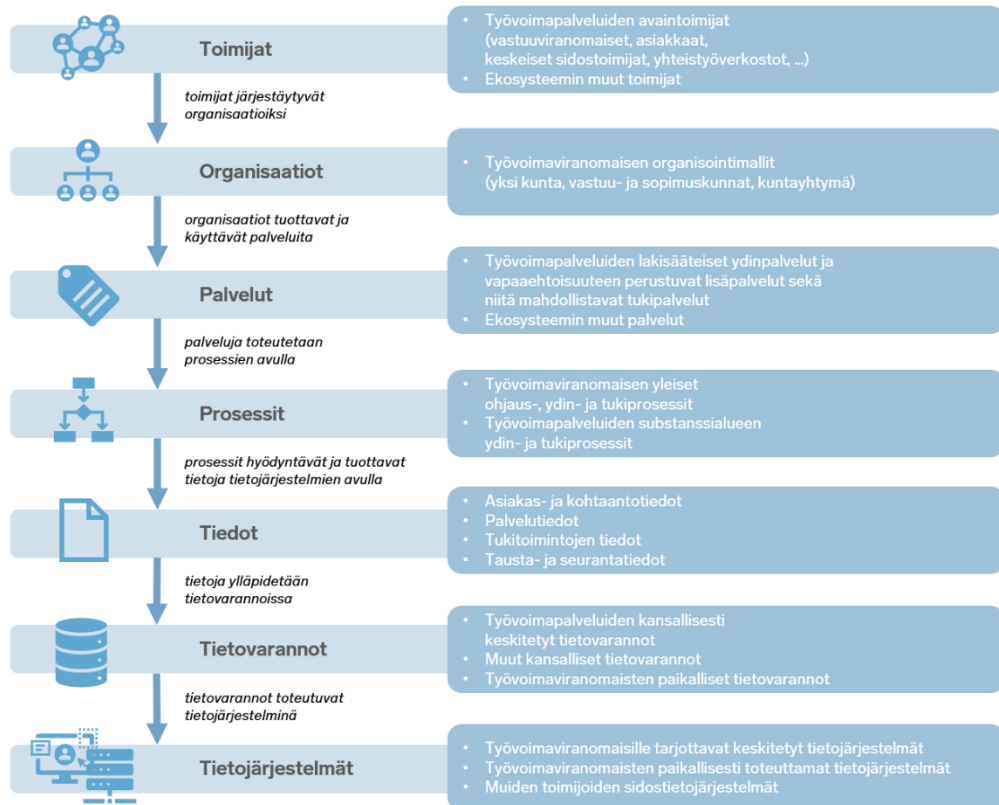 Toimijat
• Työvoimapalveluiden avaintoimijat
(vastuuviranomaiset, asiakkaat,
keskeiset sidostoimijat, yhteistyöverkostot, ...)
• Ekosysteemin muut toimijat
toimijat järjestäytyvät
organisaatioiksi
Organisaatiot
• Työvoimaviranomaisen organisointimallit
(yksi kunta, vastuu- ja sopimuskunnat, kuntayhtymä)
organisaatiot tuottavat ja
käyttävät palveluita
Palvelut
• Työvoimapalveluiden lakisääteiset ydinpalvelut ja
vapaaehtoisuuteen perustuvat lisäpalvelut sekä
niitä mahdollistavat tukipalvelut
• Ekosysteemin muut palvelut
palveluja toteutetaan
prosessien avulla
Prosessit
• Työvoimaviranomaisen yleiset
ohjaus-, ydin- ja tukiprosessit
• Työvoimapalveluiden substanssialueen
ydin- ja tukiprosessit
prosessit hyödyntävät ja tuottavat
tietoja tietojärjestelmien avulla
Tiedot
• Asiakas- ja kohtaantotiedot
• Palvelutiedot
• Tukitoimintojen tiedot
• Tausta- ja seurantatiedot
tietoja ylläpidetään
tietovarannoissa
Tietovarannot
• Työvoimapalveluiden kansallisesti
keskitetyt tietovarannot
• Muut kansalliset tietovarannot
• Työvoimaviranomaisten paikalliset tietovarannot
tietovarannot toteutuvat
tietojärjestelminä
Tietojärjestelmät
• Työvoimaviranomaisille tarjottavat keskitetyt tietojärjestelmät
• Työvoimaviranomaisten paikallisesti toteuttamat tietojärjestelmät
• Muiden toimijoiden sidostietojärjestelmät